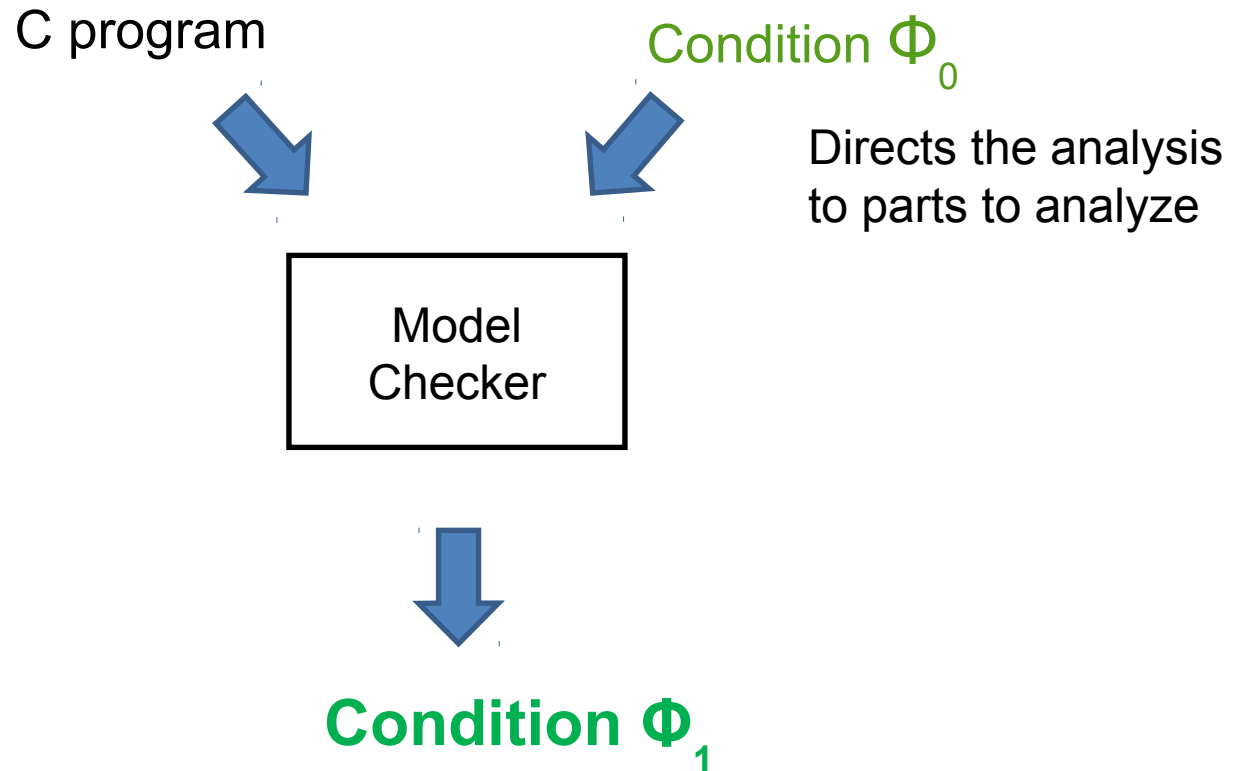 C program
Condition Φ0
Directs the analysis
to parts to analyze
Model
Checker
Condition Φ1